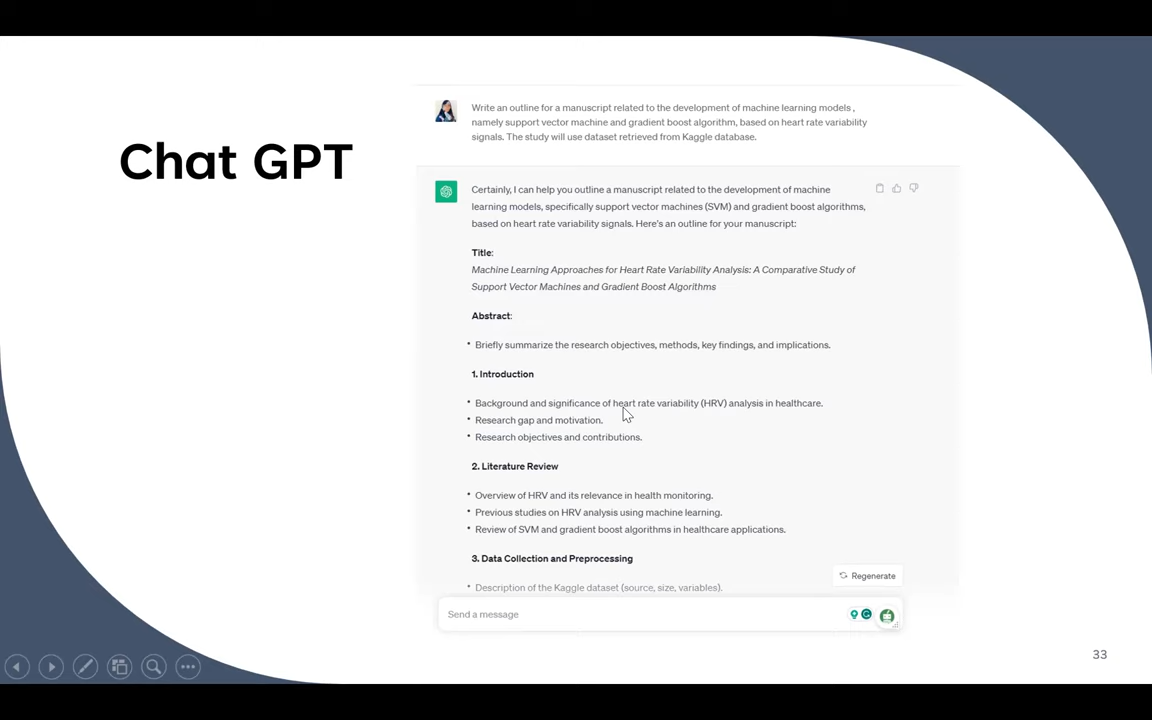 Chat GPT
Write an outline for a manuscript related to the development of machine learning models ,
namely support vector machine and gradient boost algorithm, based on heart rate variability
signals. The study will use dataset retrieved from Kaggle database.
Certainly, I can help you outline a manuscript related to the development of machine
learning models, specifically support vector machines (SVM) and gradient boost algorithms,
based on heart rate variability signals. Here's an outline for your manuscript:
Title:
Machine Learning Approaches for Heart Rate Variability Analysis: A Comparative Study of
Support Vector Machines and Gradient Boost Algorithms
Abstract:
• Briefly summarize the research objectives, methods, key findings, and implications.
1. Introduction
• Background and significance of heart rate variability (HRV) analysis in healthcare.
• Research gap and motivation.
• Research objectives and contributions.
2. Literature Review
• Overview of HRV and its relevance in health monitoring.
• Previous studies on HRV analysis using machine learning.
• Review of SVM and gradient boost algorithms in healthcare applications.
3. Data Collection and Preprocessing
• Description of the Kaggle dataset (source, size, variables).
Regenerate
Send a message
33